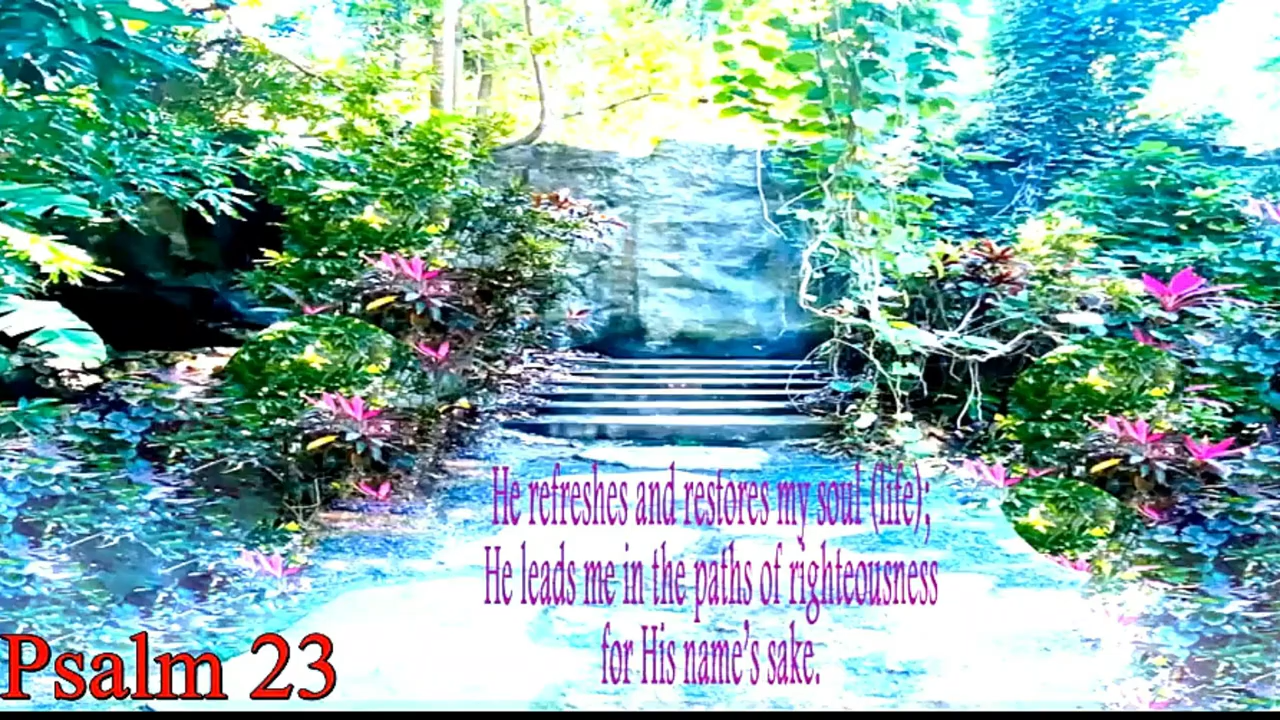 He refreshes and restores my soul (life);
He leads me in the paths of righteousness
for His name's sake.
Psalm 23